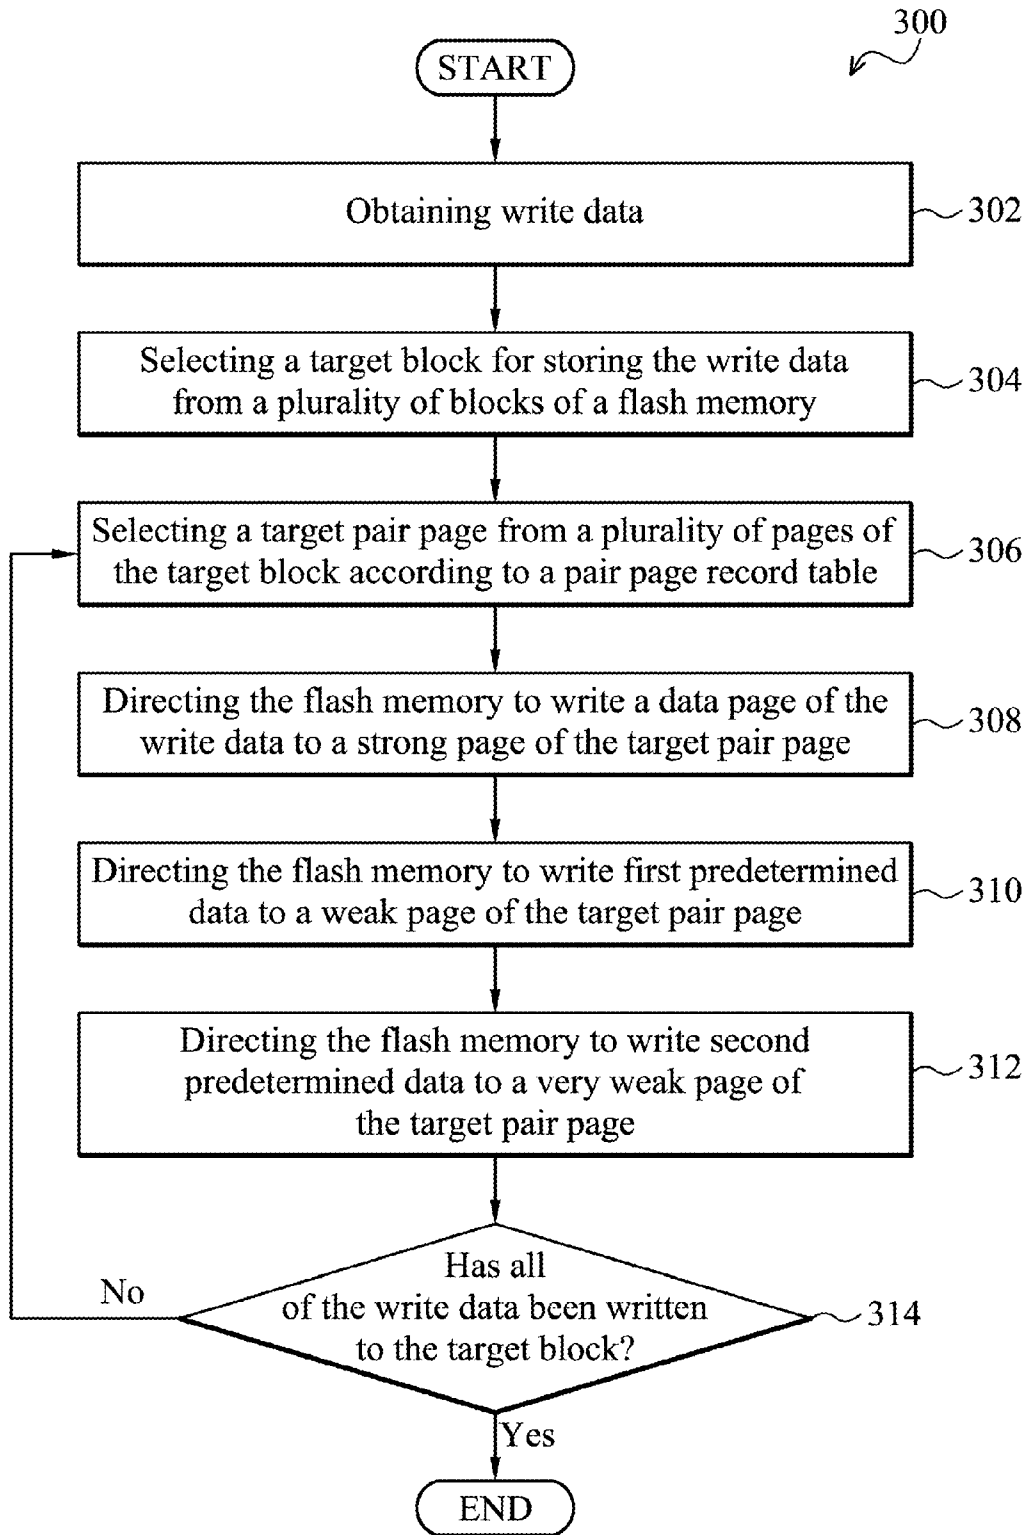 300
START
Obtaining write data
302
Selecting a target block for storing the write data
from a plurality of blocks of a flash memory
304
Selecting a target pair page from a plurality of pages of
the target block according to a pair page record table
306
Directing the flash memory to write a data page of the
write data to a strong page of the target pair page
308
Directing the flash memory to write first predetermined
data to a weak page of the target pair page
310
Directing the flash memory to write second
predetermined data to a very weak page of
the target pair page
312
Has all
of the write data been written
to the target block?
314
No
Yes
END